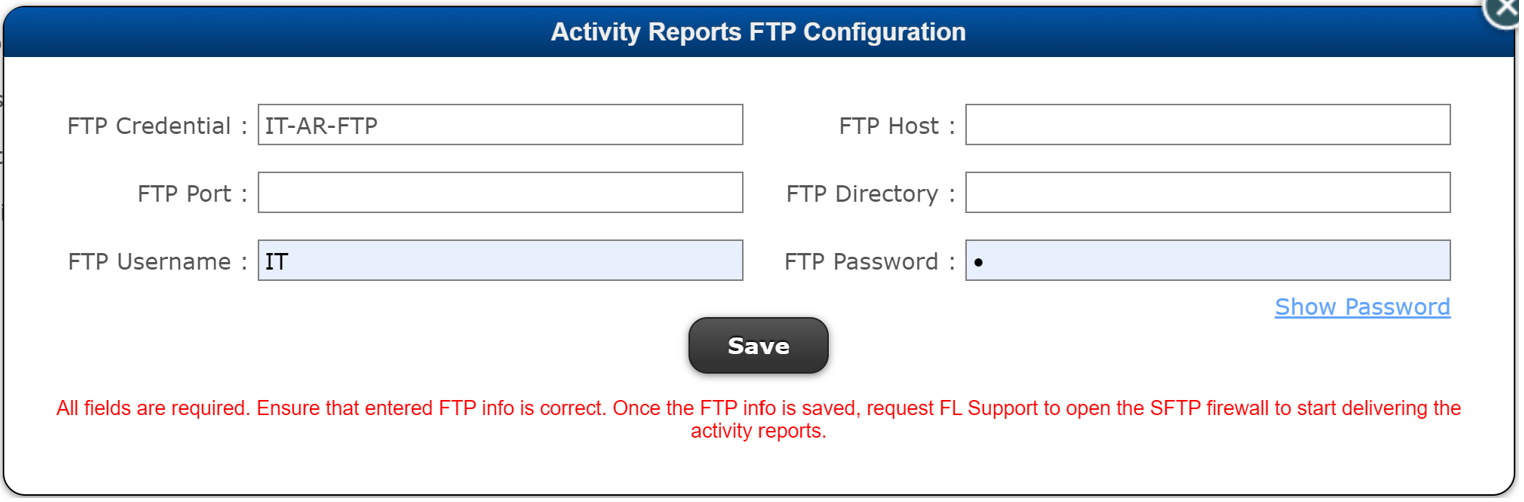 Activity Reports FTP Configuration
FTP Credential : IT-AR-FTP FTP Host :
FTP Port : FTP Directory :
FTP Username : IT FTP Password : •
Show Password
Save
All fields are required. Ensure that entered FTP info is correct. Once the FTP info is saved, request FL Support to open the SFTP firewall to start delivering the
activity reports.